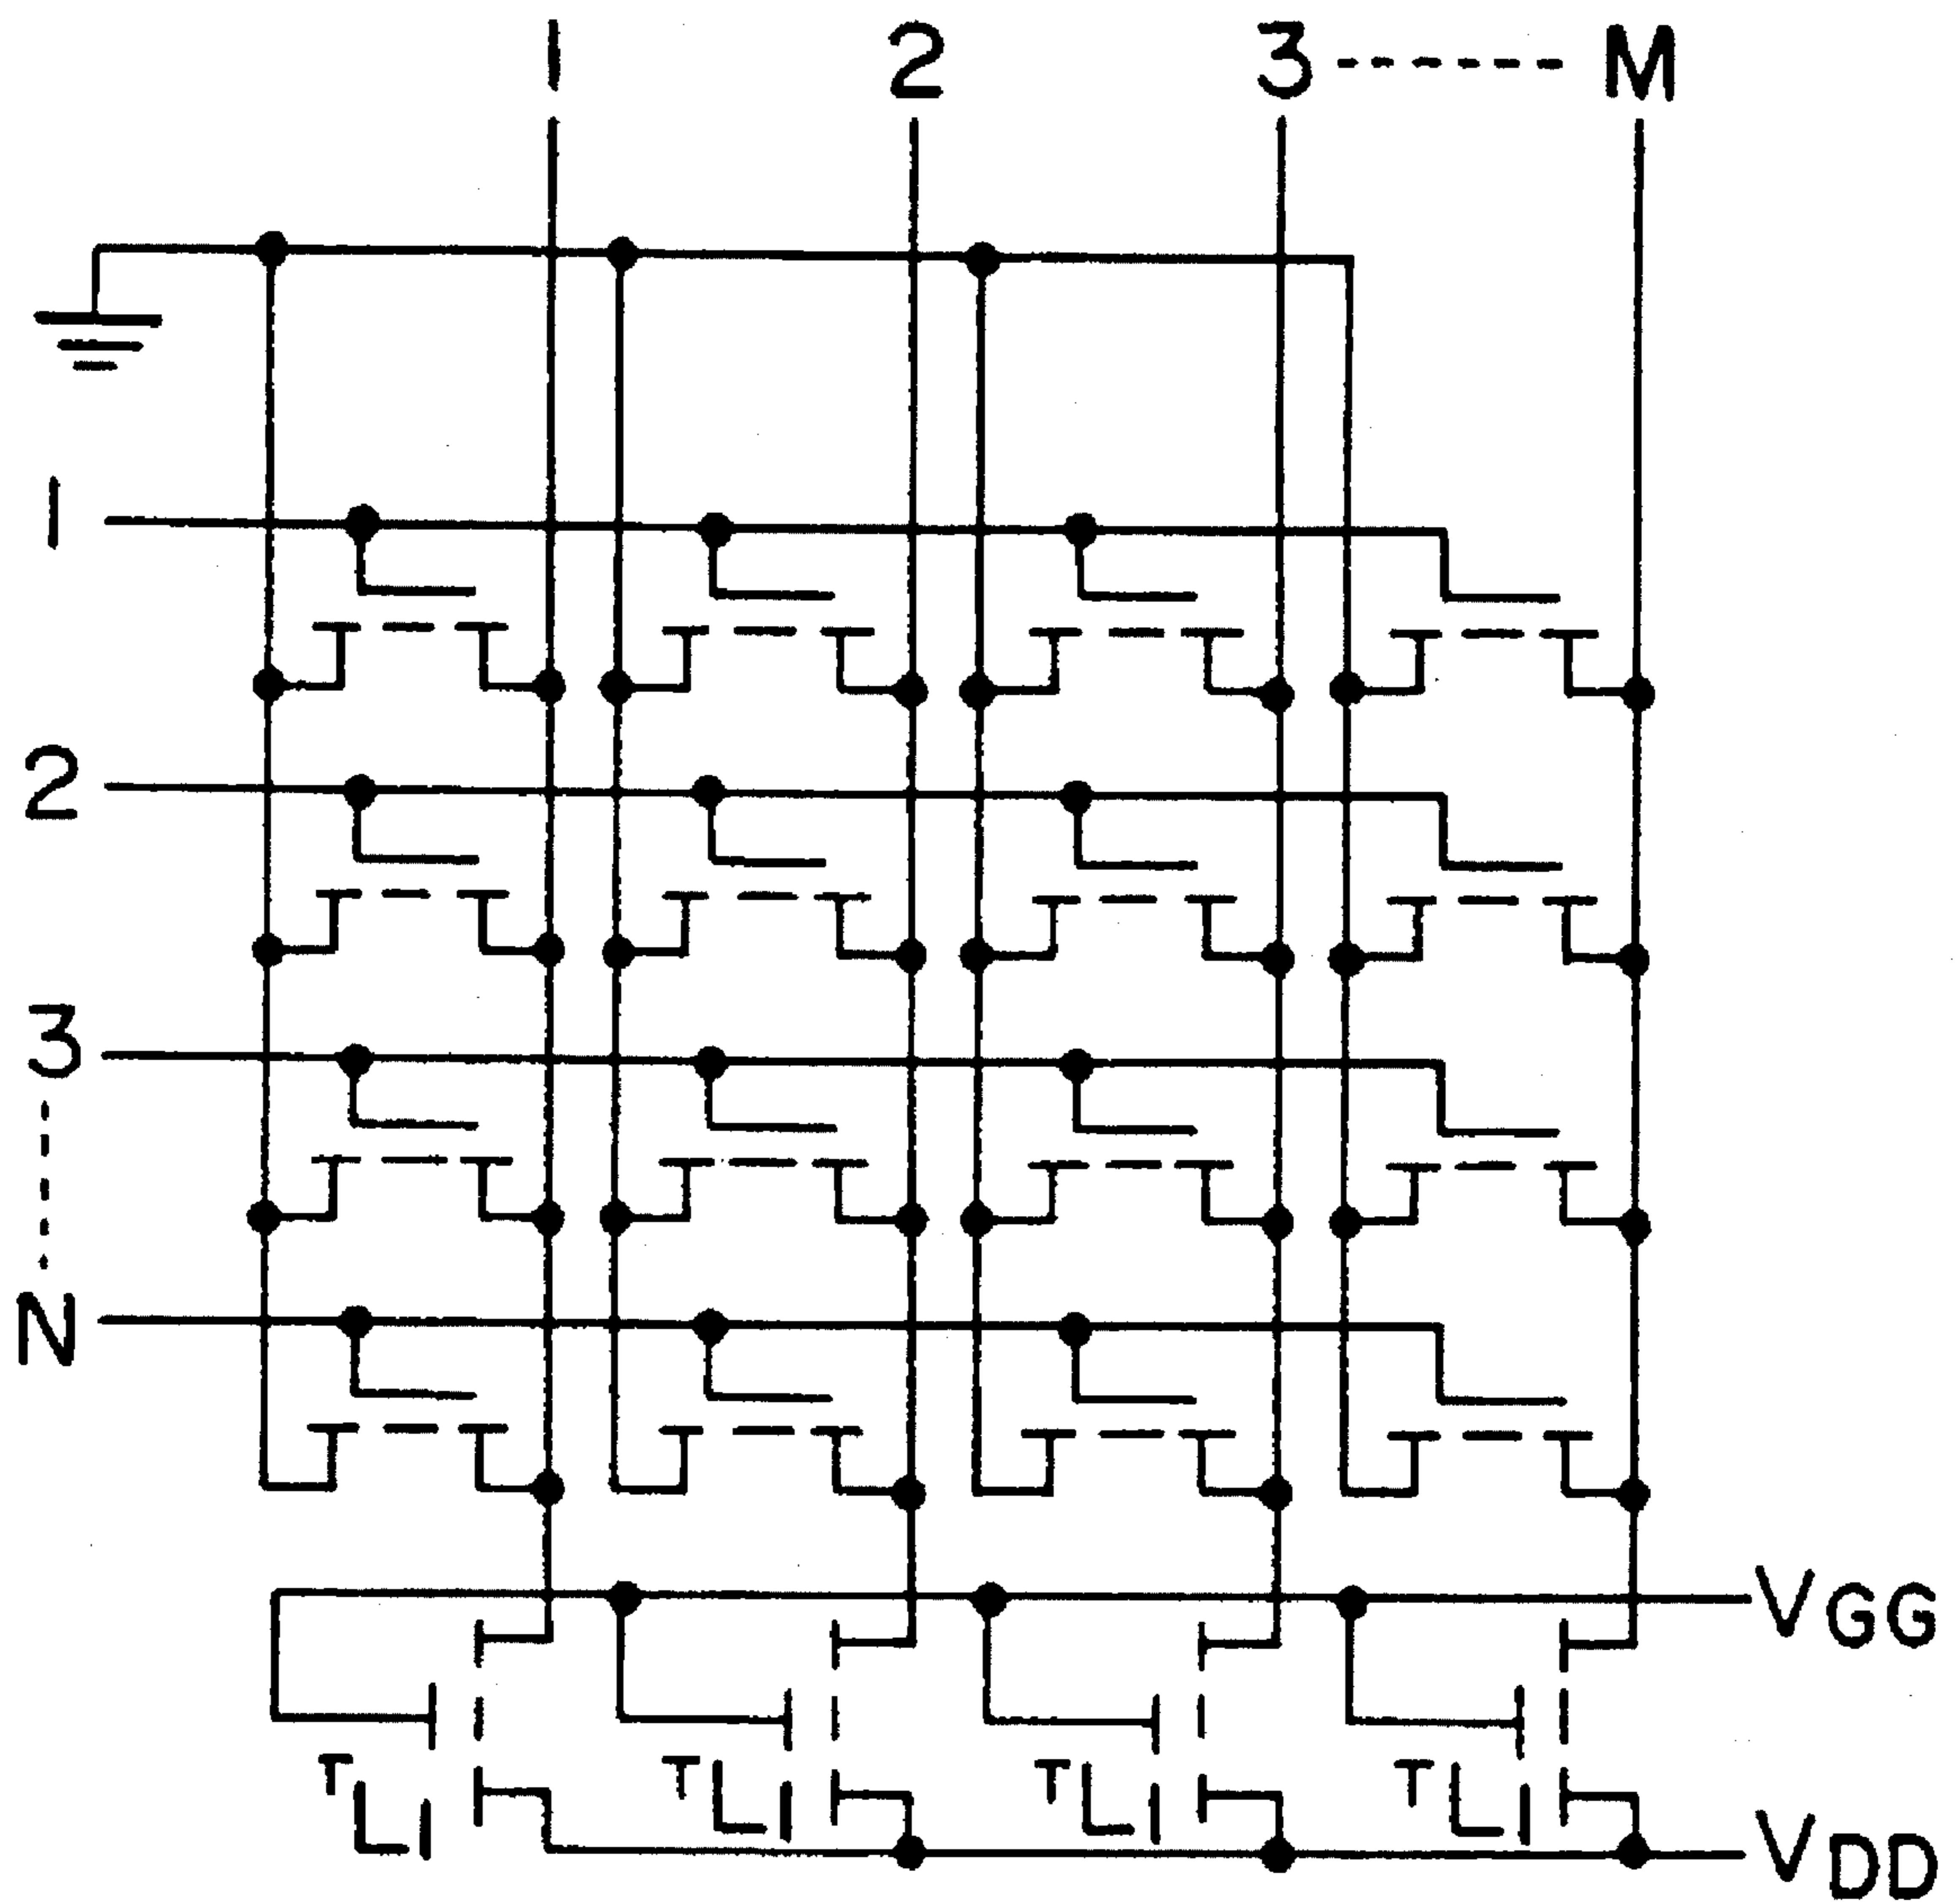 1 2 3 ------- M
1
2
3
N
VGG
TL1 TL1 TL1 TL1
VDD